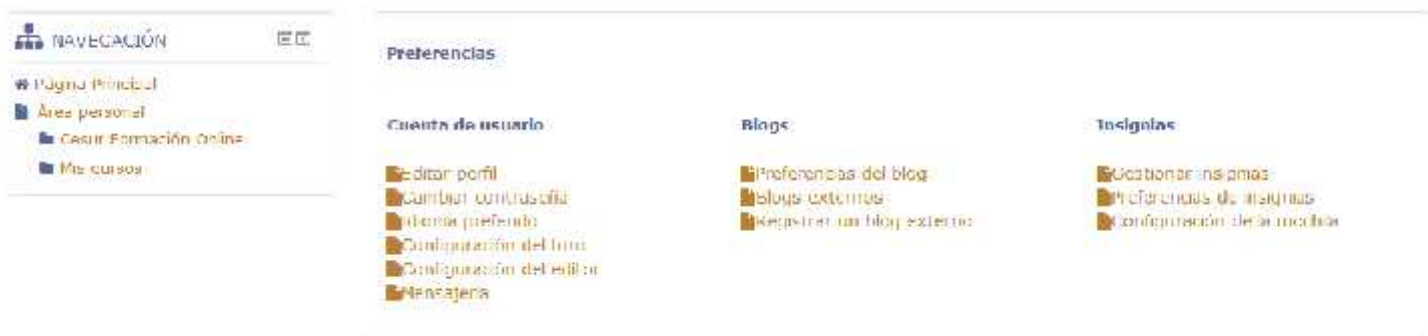 NAVEGACIÓN
Página Principal
Área personal
Cesur Formación Online
Mis cursos
Preferencias
Cuenta de usuario
Editar perfil
Cambiar contraseña
Idioma preferido
Configuración del foro
Configuración del editor
Mensajería
Blogs
Preferencias del blog
Blogs externos
Registrar un blog externo
Insignias
Gestionar insignias
Preferencias de insignias
Configuración de la mochila